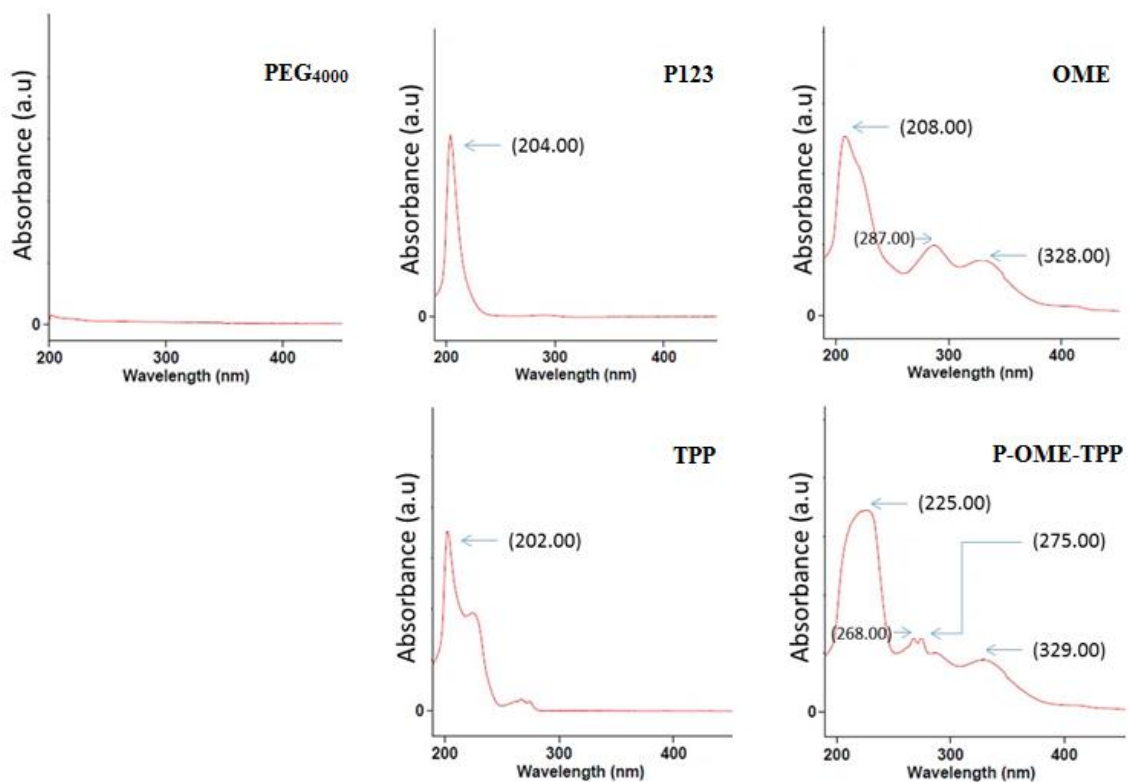 PEG4000
Absorbance (a.u)
0
200
300
400
Wavelength (nm)
P123
Absorbance (a.u)
(204.00)
0
200
300
400
Wavelength (nm)
OME
Absorbance (a.u)
(208.00)
(287.00)
(328.00)
0
200
300
400
Wavelength (nm)
TPP
Absorbance (a.u)
(202.00)
0
200
300
400
Wavelength (nm)
P-OME-TPP
Absorbance (a.u)
(225.00)
(275.00)
(268.00)
(329.00)
0
200
300
400
Wavelength (nm)